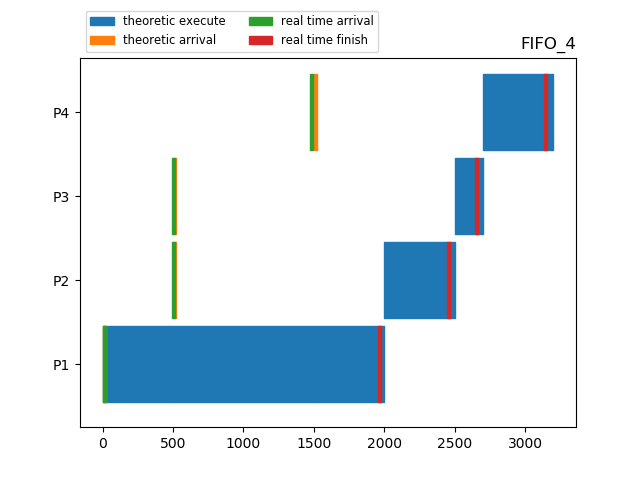 theoretic execute
theoretic arrival
real time arrival
real time finish
FIFO_4
P4
P3
P2
P1
0 500 1000 1500 2000 2500 3000